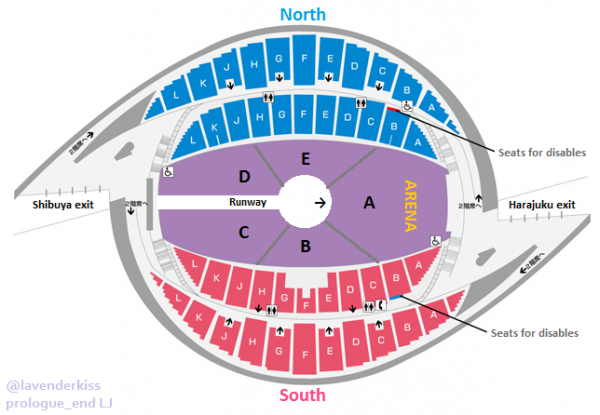 North
L K J H G F E D C B A
L K J H G F E D C B A
2階席へ
Seats for disables
E
D
Shibuya exit
2階席へ
Runway
A
ARENA
2階席へ
Harajuku exit
C
B
L K J H G F E D C B A
2階席へ
L K J H G F E D C B A
Seats for disables
@lavenderkiss
prologue_end LJ
South